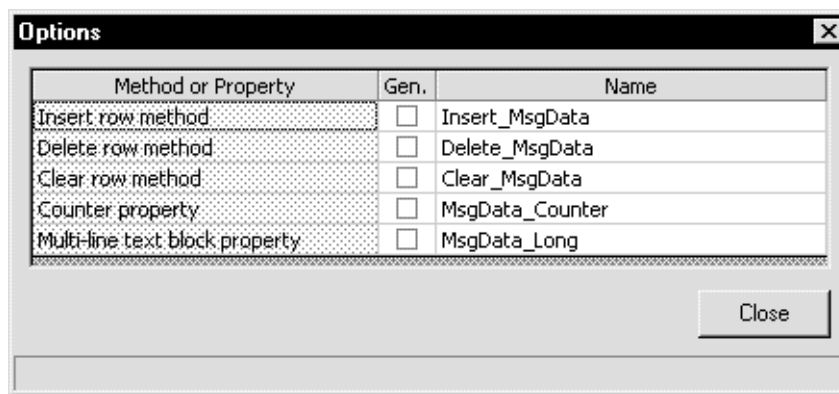 Options
Method or Property Gen. Name
Insert row method Insert_MsgData
Delete row method Delete_MsgData
Clear row method Clear_MsgData
Counter property MsgData_Counter
Multi-line text block property MsgData_Long
Close